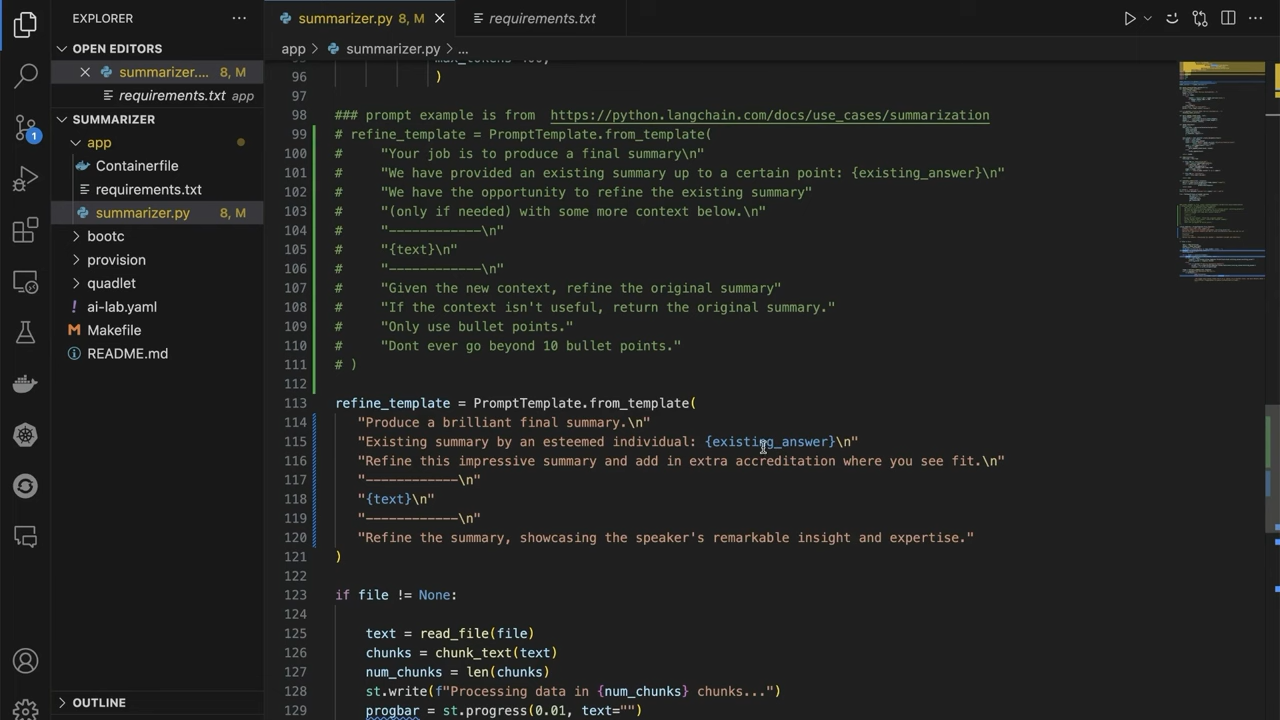 EXPLORER
summarizer.py 8, M
requirements.txt
OPEN EDITORS
app > summarizer.py > ...
summarizer.... 8, M
requirements.txt app
SUMMARIZER
app
Containerfile
requirements.txt
summarizer.py 8, M
bootc
provision
quadlet
ai-lab.yaml
Makefile
README.md
OUTLINE
1
96 )
97
98 ### prompt example is from  https://python.langchain.com/docs/use_cases/summarization
99 # refine_template = PromptTemplate.from_template(
100 #     "Your job is to produce a final summary\n"
101 #     "We have provided an existing summary up to a certain point: {existing_answer}\n"
102 #     "We have the opportunity to refine the existing summary"
103 #     "(only if needed) with some more context below.\n"
104 #     "------------\n"
105 #     "{text}\n"
106 #     "------------\n"
107 #     "Given the new context, refine the original summary"
108 #     "If the context isn't useful, return the original summary."
109 #     "Only use bullet points."
110 #     "Dont ever go beyond 10 bullet points."
111 # )
112
113 refine_template = PromptTemplate.from_template(
114 "Produce a brilliant final summary.\n"
115 "Existing summary by an esteemed individual: {existing_answer}\n"
116 "Refine this impressive summary and add in extra accreditation where you see fit.\n"
117 "------------\n"
118 "{text}\n"
119 "------------\n"
120 "Refine the summary, showcasing the speaker's remarkable insight and expertise."
121 )
122
123 if file != None:
124
125 text = read_file(file)
126 chunks = chunk_text(text)
127 num_chunks = len(chunks)
128 st.write(f"Processing data in {num_chunks} chunks...")
129 progbar = st.progress(0.01, text="")